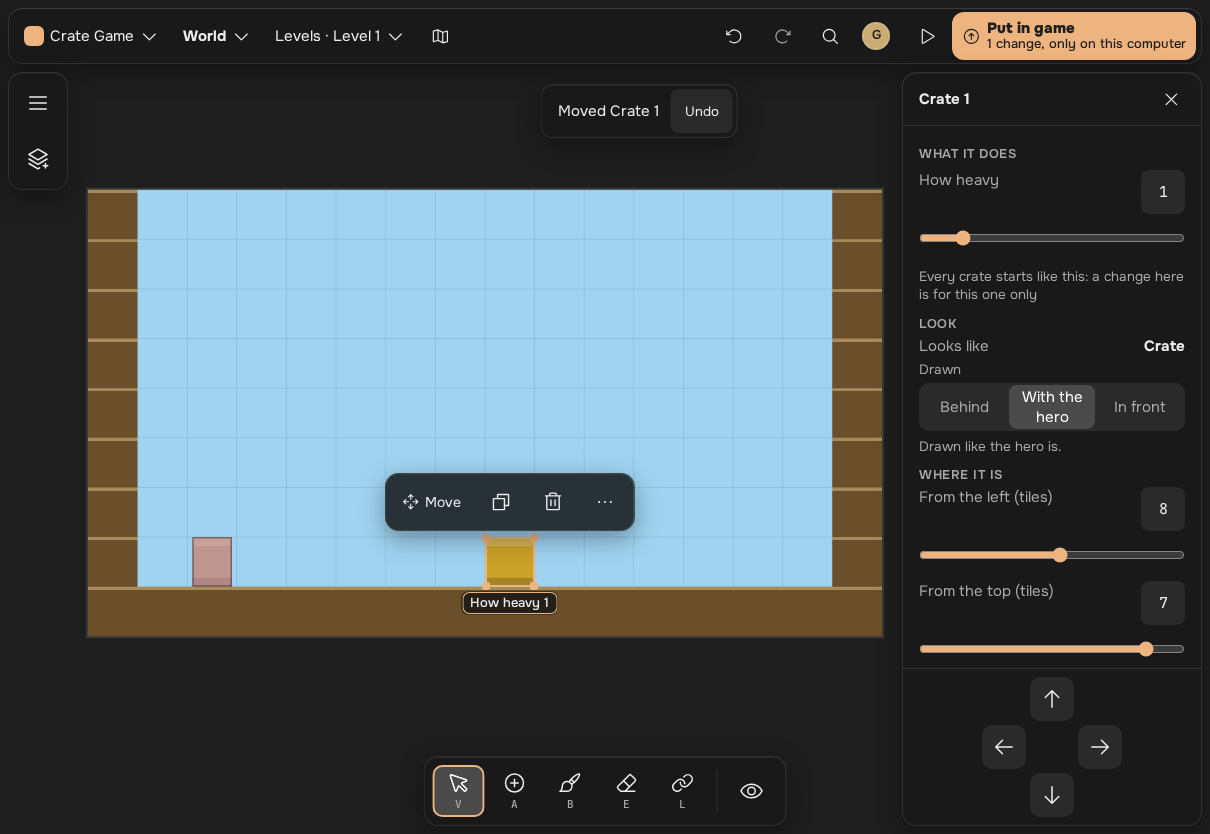 Crate Game
World
Levels · Level 1
G
Put in game
1 change, only on this computer
Moved Crate 1
Undo
Crate 1
WHAT IT DOES
How heavy
1
Every crate starts like this: a change here
is for this one only
LOOK
Looks like
Crate
Drawn
Behind
With the
hero
In front
Drawn like the hero is.
WHERE IT IS
From the left (tiles)
8
From the top (tiles)
7
Move
How heavy 1
V
A
B
E
L